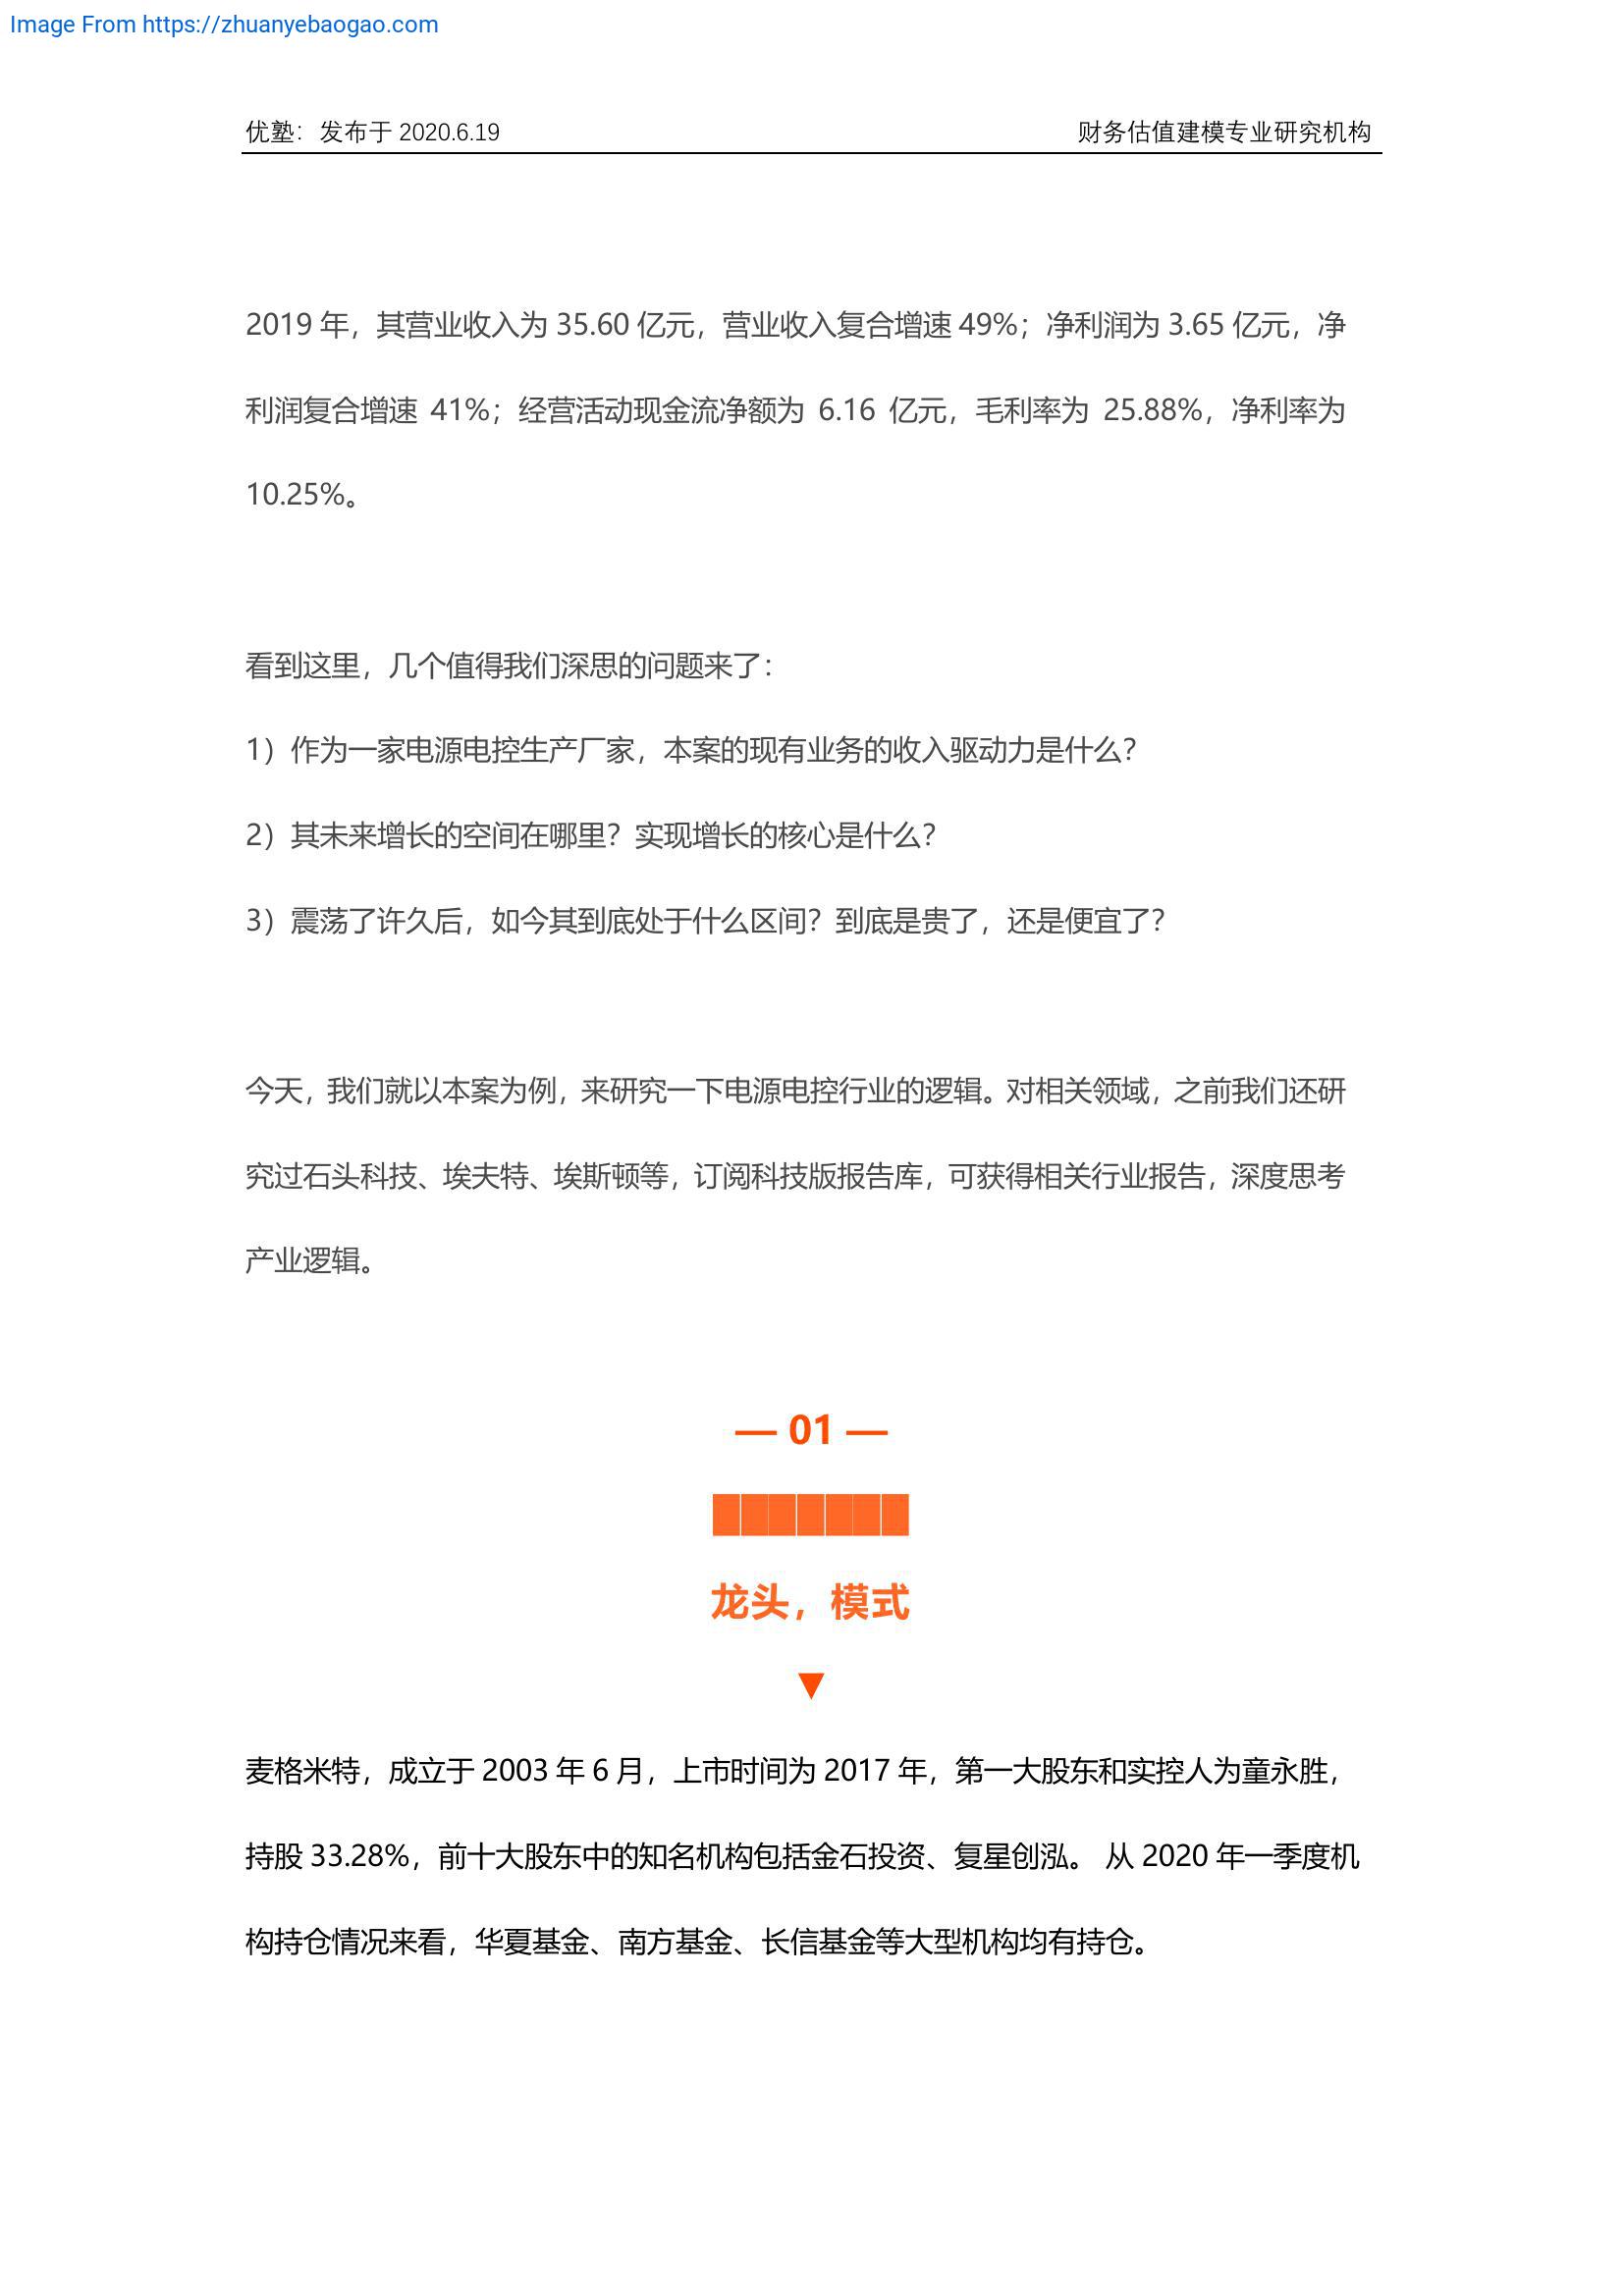 Image From https://zhuanyebaogao.com
优塾：发布于 2020.6.19 财务估值建模专业研究机构
2019 年，其营业收入为 35.60 亿元，营业收入复合增速 49%；净利润为 3.65 亿元，净
利润复合增速 41%；经营活动现金流净额为 6.16 亿元，毛利率为 25.88%，净利率为
10.25%。
看到这里，几个值得我们深思的问题来了：
1）作为一家电源电控生产厂家，本案的现有业务的收入驱动力是什么？
2）其未来增长的空间在哪里？实现增长的核心是什么？
3）震荡了许久后，如今其到底处于什么区间？到底是贵了，还是便宜了？
今天，我们就以本案为例，来研究一下电源电控行业的逻辑。对相关领域，之前我们还研
究过石头科技、埃夫特、埃斯顿等，订阅科技版报告库，可获得相关行业报告，深度思考
产业逻辑。
— 01 —
███████
龙头，模式
▼
麦格米特，成立于 2003 年 6 月，上市时间为 2017 年，第一大股东和实控人为童永胜，
持股 33.28%，前十大股东中的知名机构包括金石投资、复星创泓。 从 2020 年一季度机
构持仓情况来看，华夏基金、南方基金、长信基金等大型机构均有持仓。